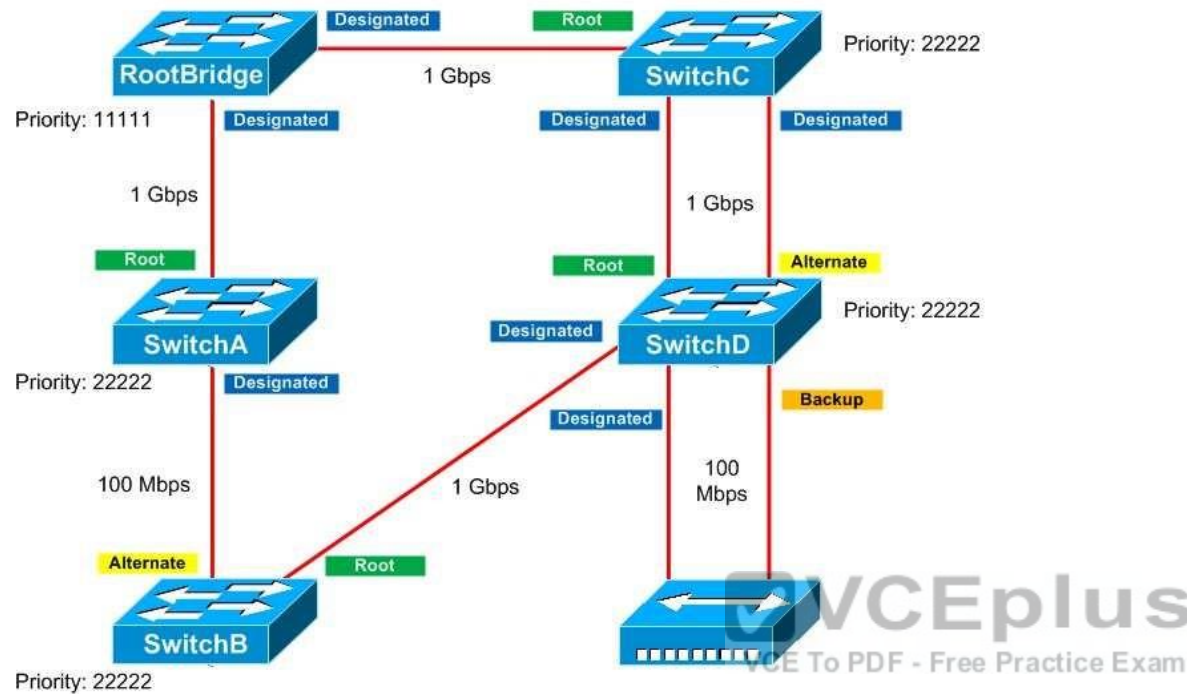 Designated
Root
Priority: 22222
RootBridge
1 Gbps
SwitchC
Priority: 11111
Designated
Designated
Designated
1 Gbps
1 Gbps
Root
Root
Alternate
Priority: 22222
Designated
SwitchA
SwitchD
Priority: 22222
Designated
Backup
Designated
100 Mbps
1 Gbps
100
Mbps
Alternate
Root
SwitchB
VCEplus
VCE To PDF - Free Practice Exam
Priority: 22222